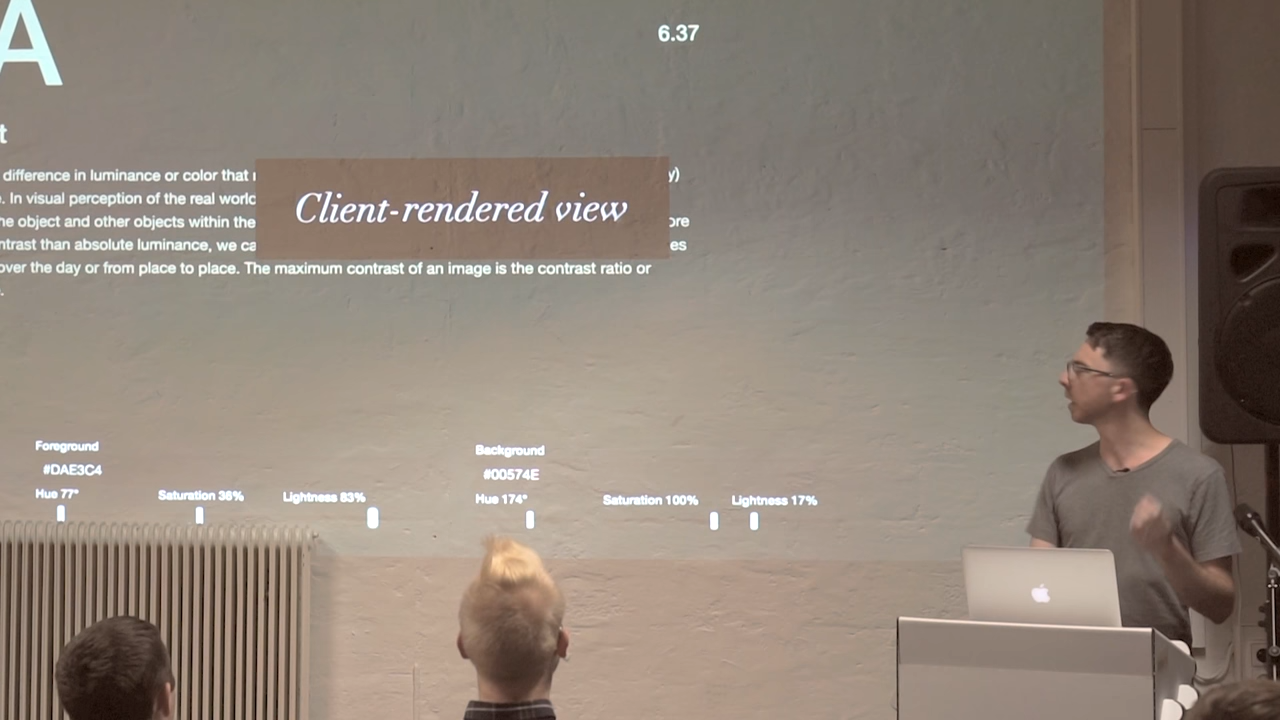 A
6.37
t
difference in luminance or color that
y)
. In visual perception of the real world
Client-rendered view
he object and other objects within the
ore
ntrast than absolute luminance, we ca
es
over the day or from place to place. The maximum contrast of an image is the contrast ratio or
.
Foreground
#DAE3C4
Hue 77°
Saturation 36%
Lightness 83%
Background
#00574E
Hue 174°
Saturation 100%
Lightness 17%